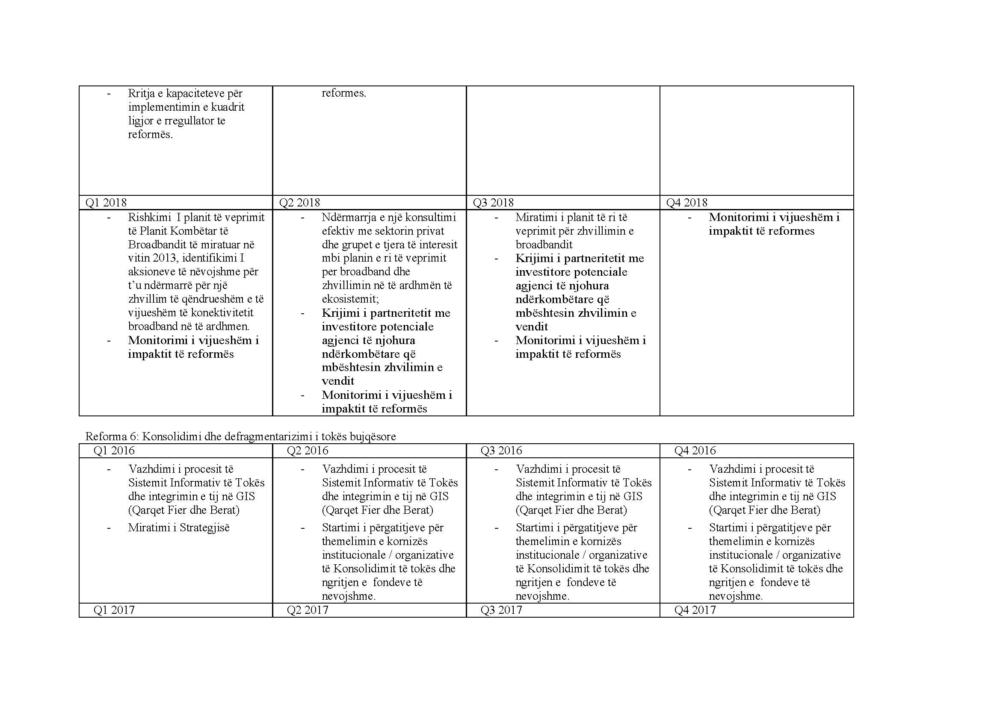 - Rritja e kapaciteteve për
implementimin e kuadrit
ligjor e rregullator te
reformës.
reformes.
Q1 2018
Q2 2018
Q3 2018
Q4 2018
- Rishkimi  I planit të veprimit
të Planit Kombëtar të
Broadbandit të miratuar në
vitin 2013, identifikimi I
aksioneve të nëvojshme për
t’u ndërmarrë për një
zhvillim të qëndrueshëm e të
vijueshëm të konektivitetit
broadband në të ardhmen.
- Monitorimi i vijueshëm i
impaktit të reformës
- Ndërmarrja e një konsultimi
efektiv me sektorin privat
dhe grupet e tjera të interesit
mbi planin e ri të veprimit
per broadband dhe
zhvillimin në të ardhmën të
ekosistemit;
- Krijimi i partneritetit me
investitore potenciale
agjenci të njohura
ndërkombëtare që
mbështesin zhvilimin e
vendit
- Monitorimi i vijueshëm i
impaktit të reformës
- Miratimi i planit të ri të
veprimit për zhvillimin e
broadbandit
- Krijimi i partneritetit me
investitore potenciale
agjenci të njohura
ndërkombëtare që
mbështesin zhvilimin e
vendit
- Monitorimi i vijueshëm i
impaktit të reformës
- Monitorimi i vijueshëm i
impaktit të reformes
Reforma 6: Konsolidimi dhe defragmentarizimi i tokës bujqësore
Q1 2016
Q2 2016
Q3 2016
Q4 2016
- Vazhdimi i procesit të
Sistemit Informativ të Tokës
dhe integrimin e tij në GIS
(Qarqet Fier dhe Berat)
- Miratimi i Strategjisë
- Vazhdimi i procesit të
Sistemit Informativ të Tokës
dhe integrimin e tij në GIS
(Qarqet Fier dhe Berat)
- Startimi i përgatitjeve për
themelimin e kornizës
institucionale / organizative
të Konsolidimit të tokës dhe
ngritjen e  fondeve të
nevojshme.
- Vazhdimi i procesit të
Sistemit Informativ të Tokës
dhe integrimin e tij në GIS
(Qarqet Fier dhe Berat)
- Startimi i përgatitjeve për
themelimin e kornizës
institucionale / organizative
të Konsolidimit të tokës dhe
ngritjen e  fondeve të
nevojshme.
- Vazhdimi i procesit të
Sistemit Informativ të Tokës
dhe integrimin e tij në GIS
(Qarqet Fier dhe Berat)
- Startimi i përgatitjeve për
themelimin e kornizës
institucionale / organizative
të Konsolidimit të tokës dhe
ngritjen e  fondeve të
nevojshme.
Q1 2017
Q2 2017
Q3 2017
Q4 2017